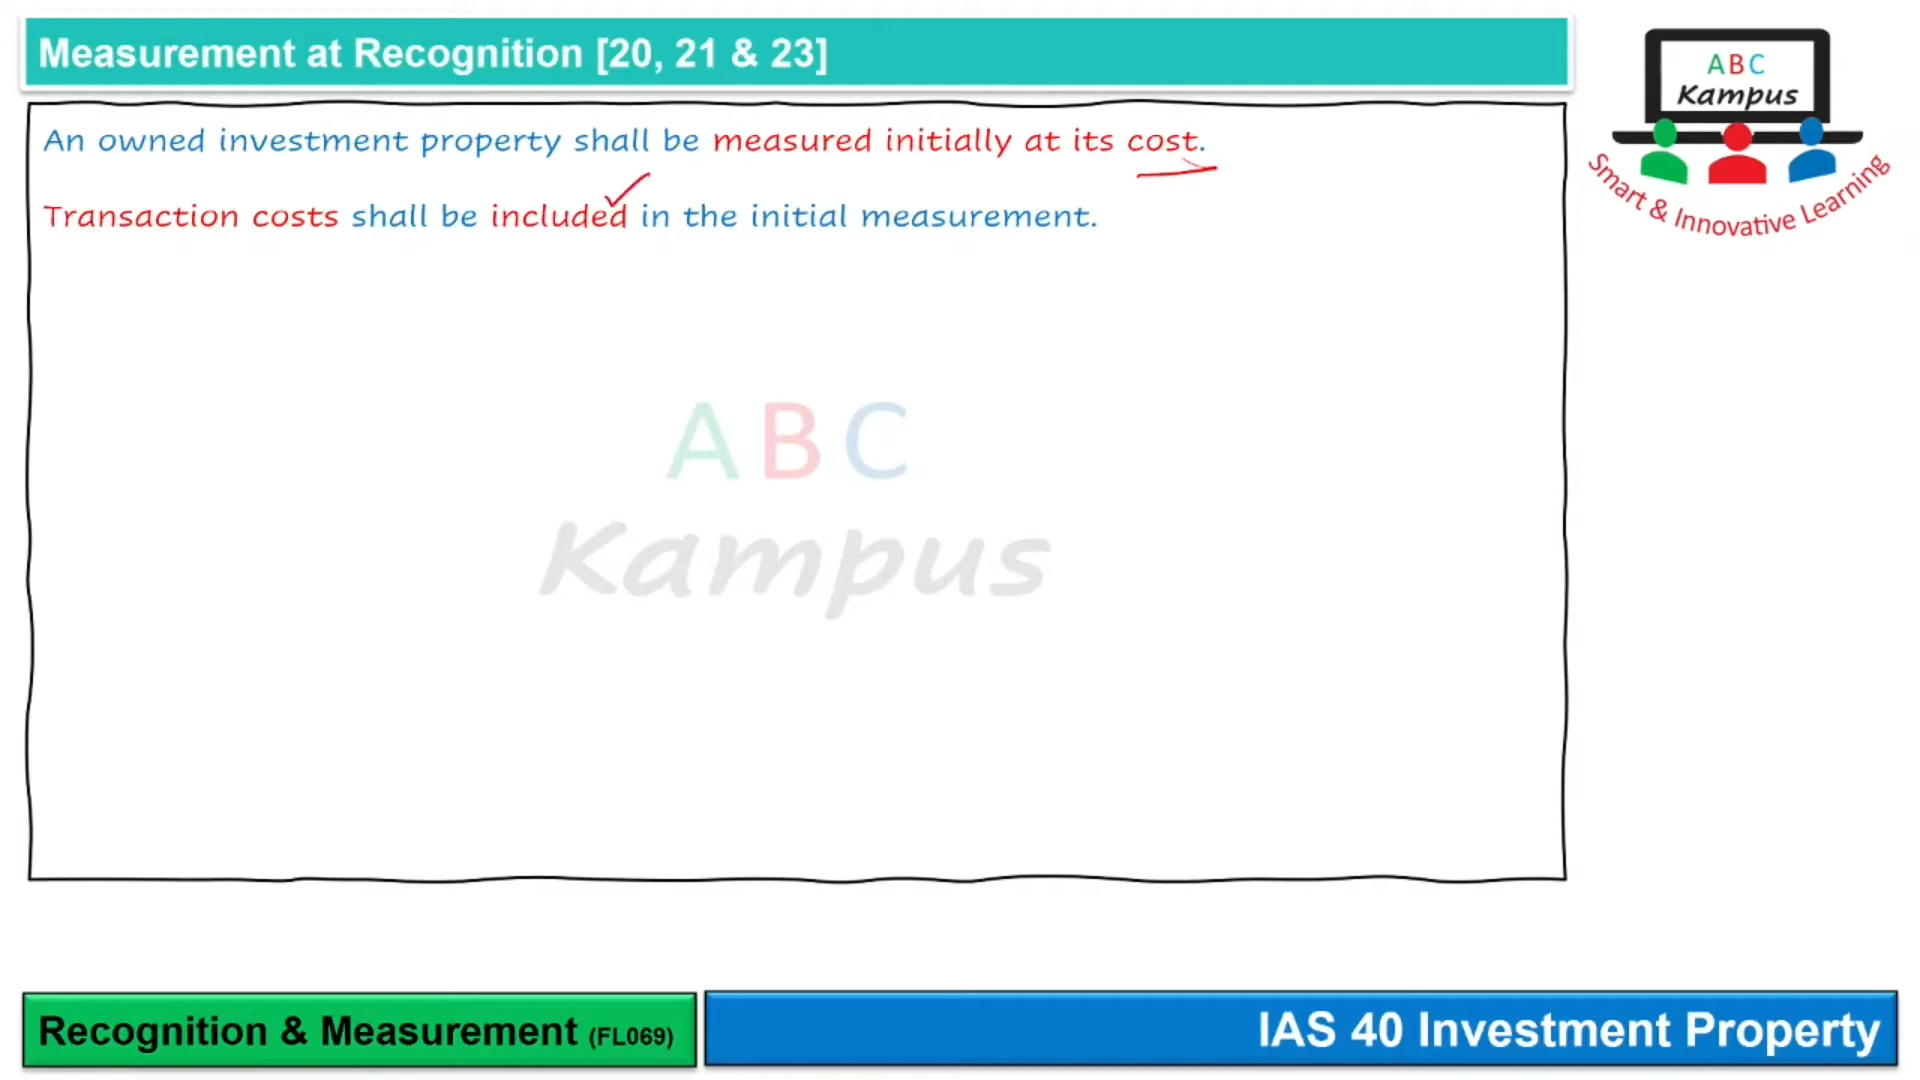 Measurement at Recognition [20, 21 & 23]
ABC
Kampus
Smart & Innovative Learning
An owned investment property shall be measured initially at its cost.
Transaction costs shall be included in the initial measurement.
ABC
Kampus
Recognition & Measurement (FL069)
IAS 40 Investment Property